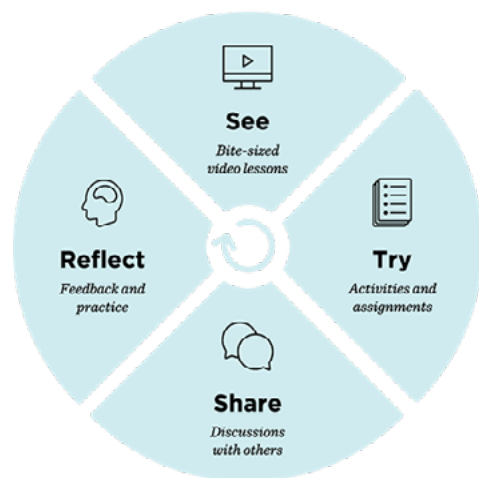 See
Bite-sized
video lessons
Try
Activities and
assignments
Share
Discussions
with others
Reflect
Feedback and
practice